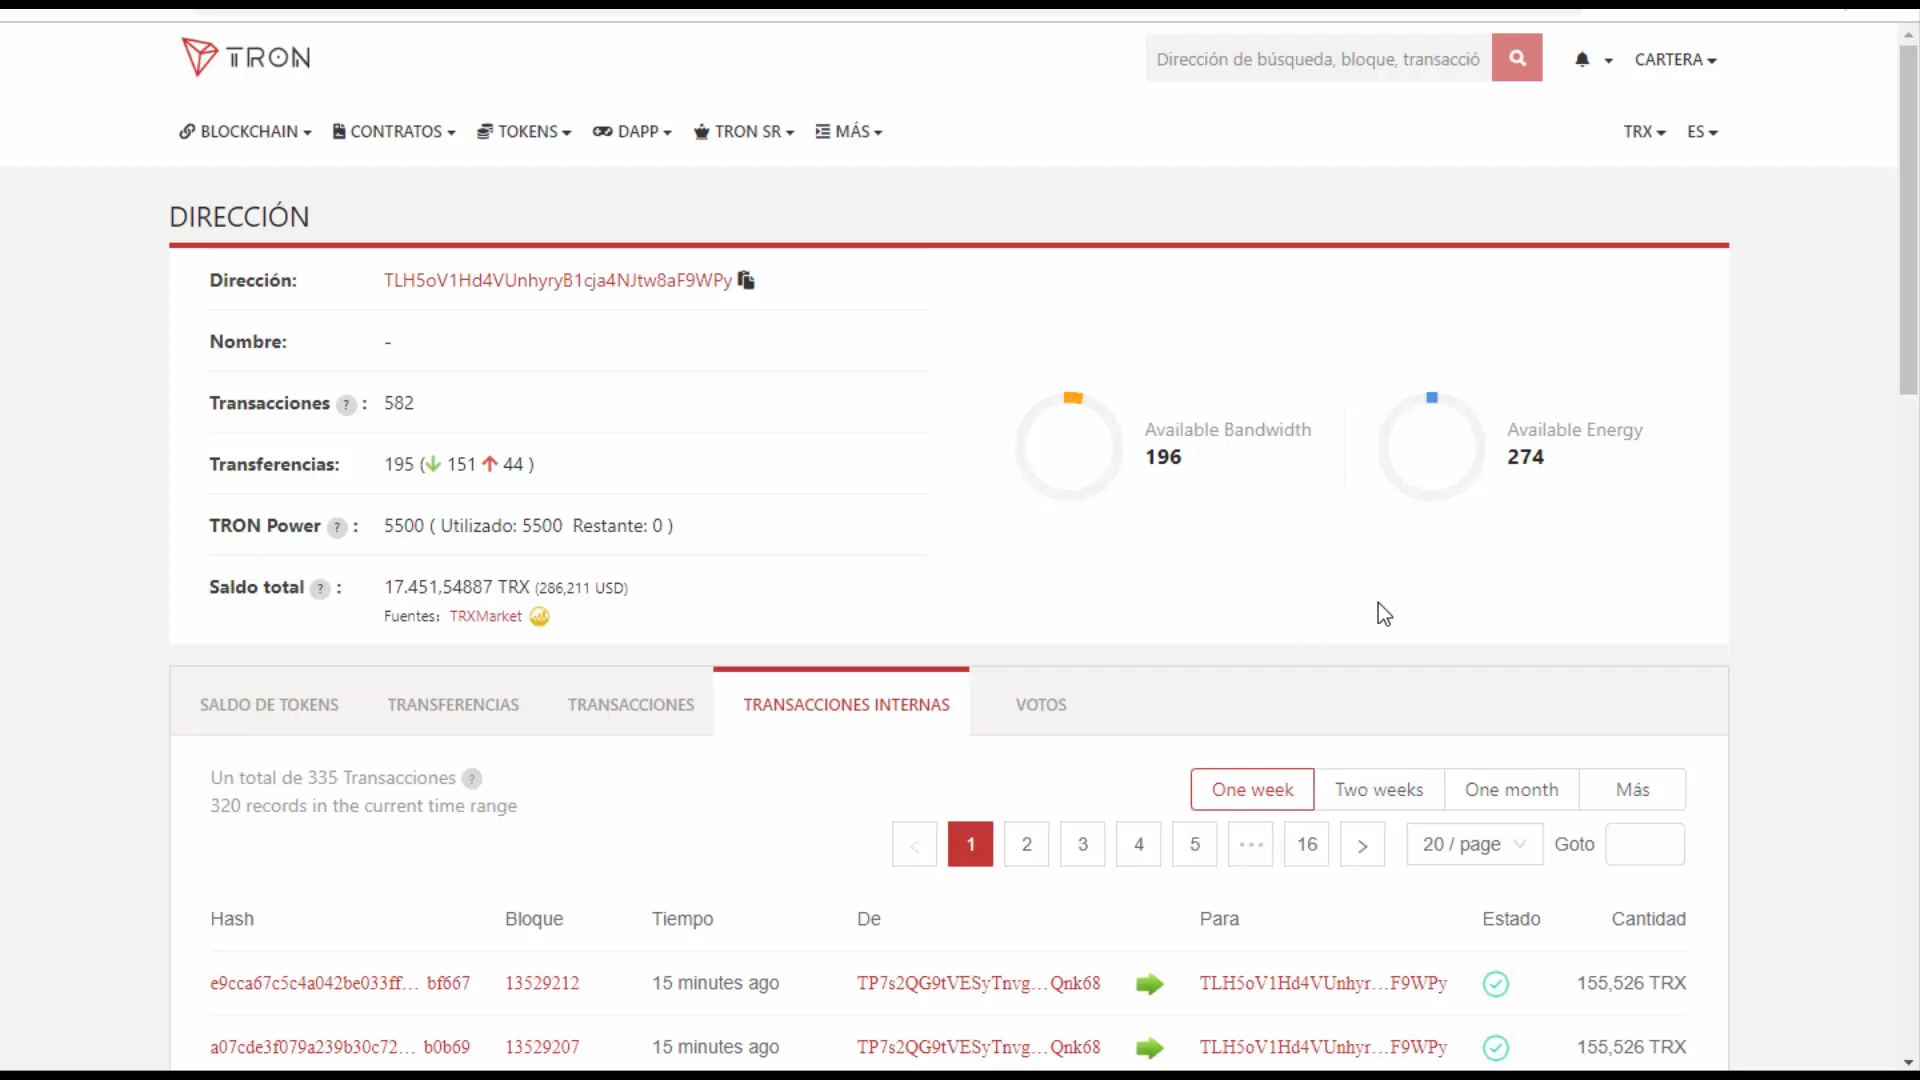 TRON
Dirección de búsqueda, bloque, transacció
CARTERA
BLOCKCHAIN CONTRATOS TOKENS DAPP TRON SR MÁS TRX ES
DIRECCIÓN
Dirección: TLH5oV1Hd4VUnhyryB1cja4NJtw8aF9WPy
Nombre: -
Transacciones ? : 582
Transferencias: 195 ( 151 44 )
Available Bandwidth
196
Available Energy
274
TRON Power ? : 5500 ( Utilizado: 5500 Restante: 0 )
Saldo total ? : 17.451,54887 TRX (286,211 USD)
Fuentes: TRXMarket
SALDO DE TOKENS TRANSFERENCIAS TRANSACCIONES TRANSACCIONES INTERNAS VOTOS
Un total de 335 Transacciones ?
320 records in the current time range
One week Two weeks One month Más
< 1 2 3 4 5 ••• 16 > 20 / page Goto
Hash Bloque Tiempo De Para Estado Cantidad
e9cca67c5c4a042be033ff... bf667 13529212 15 minutes ago TP7s2QG9tVESyTnvg...Qnk68 TLH5oV1Hd4VUnhyr...F9WPy 155,526 TRX
a07cde3f079a239b30c72... b0b69 13529207 15 minutes ago TP7s2QG9tVESyTnvg...Qnk68 TLH5oV1Hd4VUnhyr...F9WPy 155,526 TRX